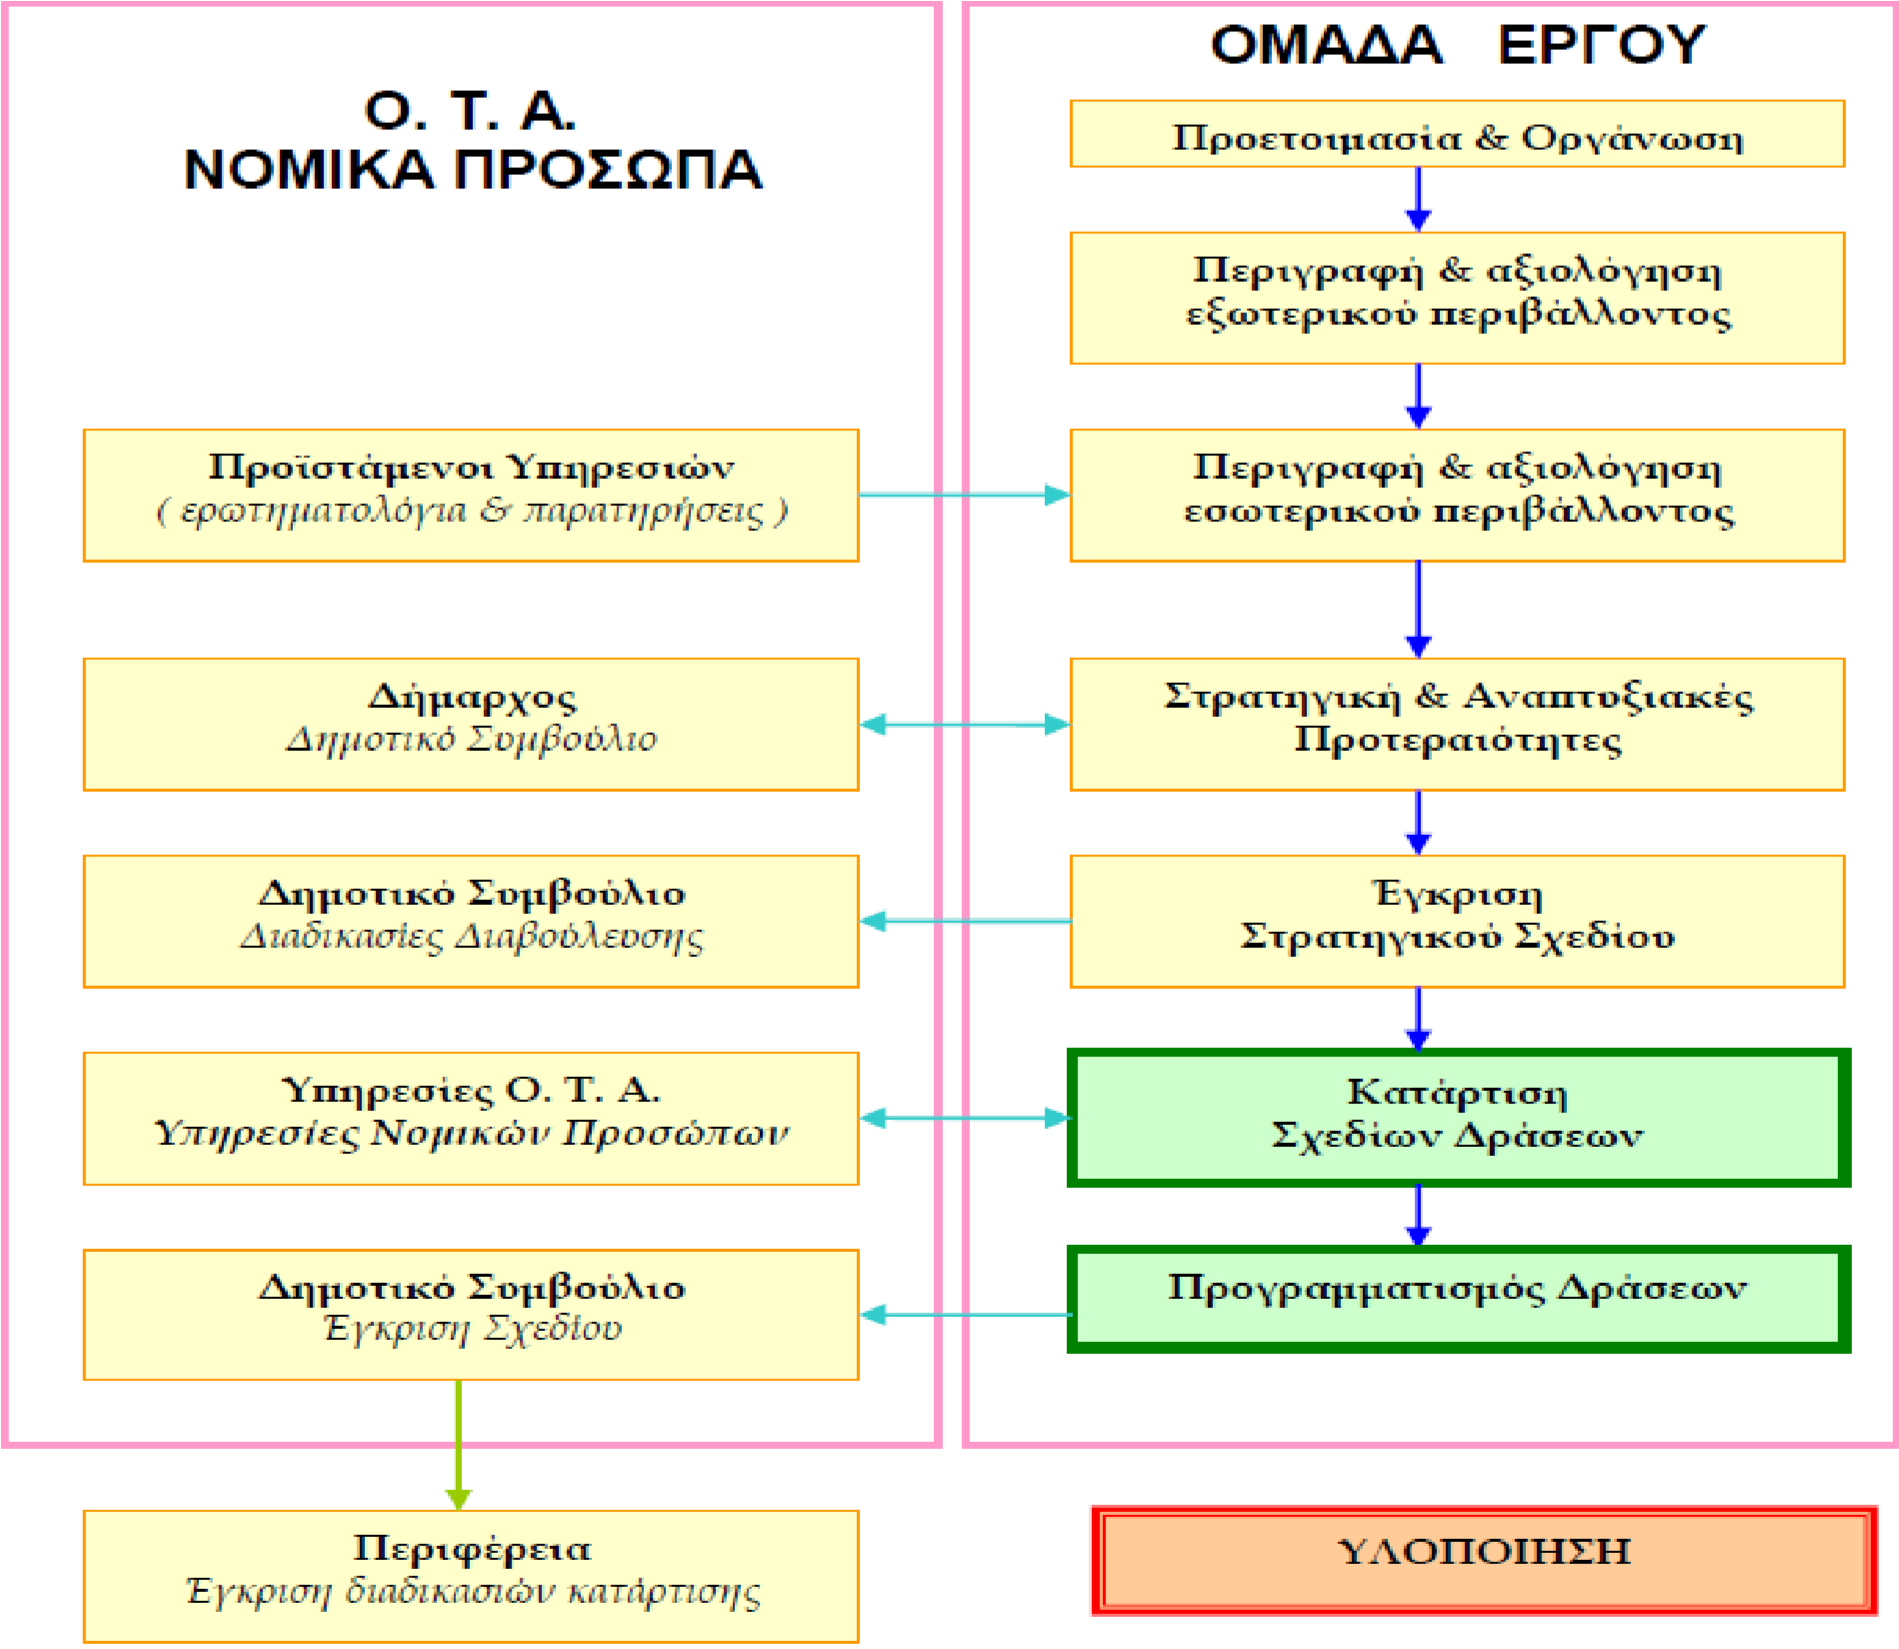 Ο. Τ. Α.
ΝΟΜΙΚΑ ΠΡΟΣΩΠΑ
Προϊστάμενοι Υπηρεσιών
( ερωτηματολόγια & παρατηρήσεις )
Δήμαρχος
Δημοτικό Συμβούλιο
Δημοτικό Συμβούλιο
Διαδικασίες Διαβούλευσης
Υπηρεσίες Ο. Τ. Α.
Υπηρεσίες Νομικών Προσώπων
Δημοτικό Συμβούλιο
Έγκριση Σχεδίου
Περιφέρεια
Έγκριση διαδικασιών κατάρτισης
ΟΜΑΔΑ ΕΡΓΟΥ
Προετοιμασία & Οργάνωση
Περιγραφή & αξιολόγηση
εξωτερικού περιβάλλοντος
Περιγραφή & αξιολόγηση
εσωτερικού περιβάλλοντος
Στρατηγική & Αναπτυξιακές
Προτεραιότητες
Έγκριση
Στρατηγικού Σχεδίου
Κατάρτιση
Σχεδίων Δράσεων
Προγραμματισμός Δράσεων
ΥΛΟΠΟΙΗΣΗ